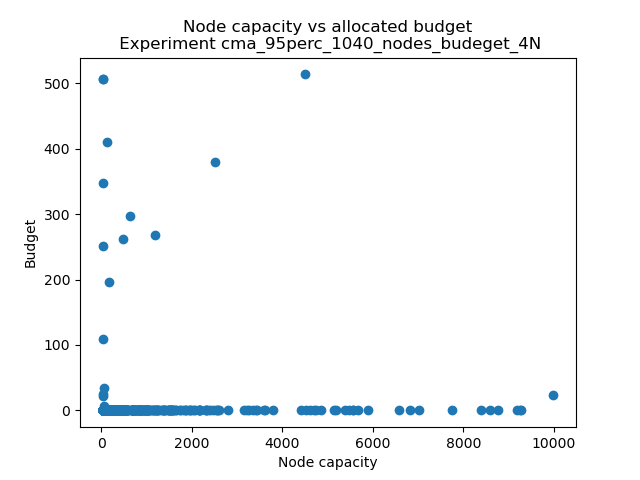 Node capacity vs allocated budget
Experiment cma_95perc_1040_nodes_budeget_4N
500
400
300
200
100
0
Budget
0 2000 4000 6000 8000 10000
Node capacity